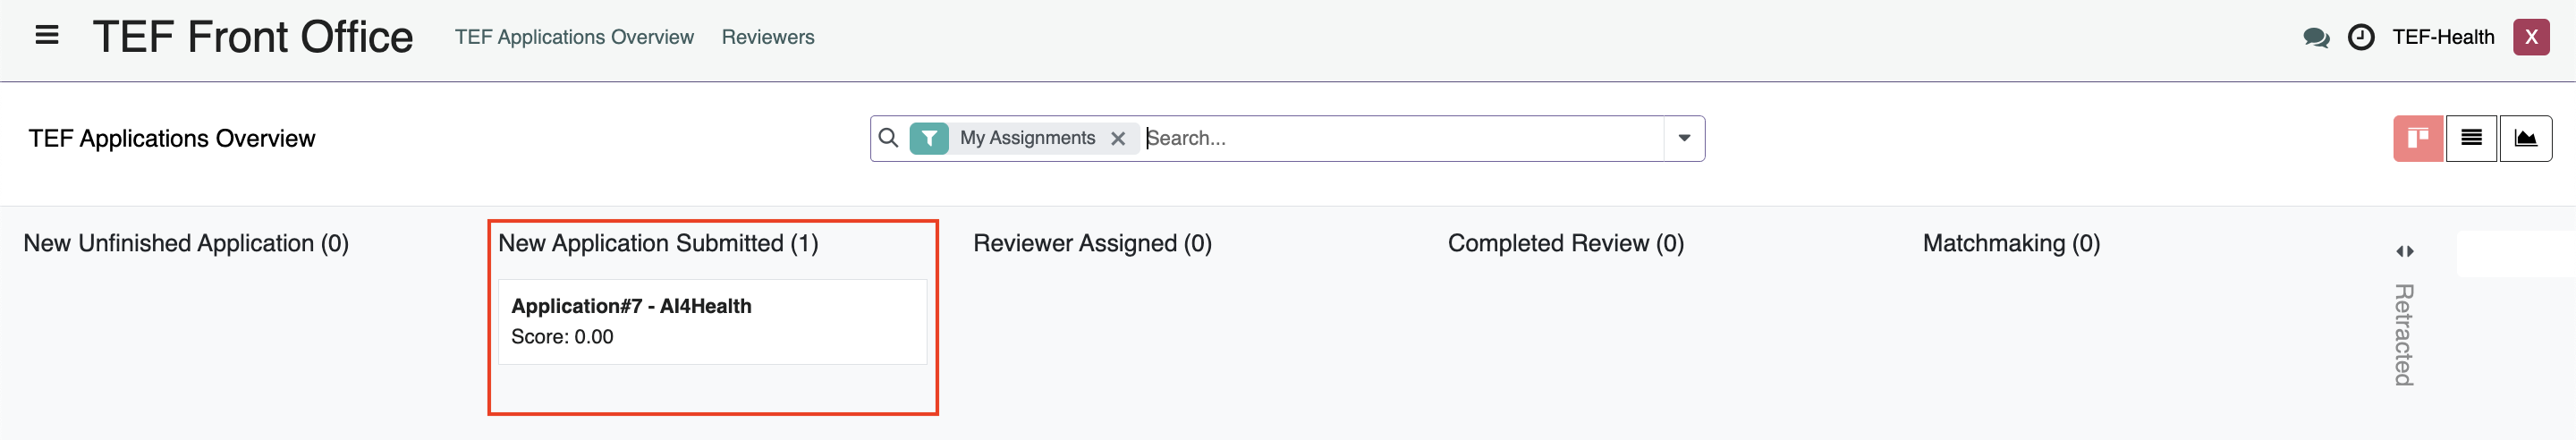 TEF Front Office TEF Applications Overview Reviewers TEF-Health X
TEF Applications Overview My Assignments Search...
New Unfinished Application (0) New Application Submitted (1) Reviewer Assigned (0) Completed Review (0) Matchmaking (0)
Application#7 - AI4Health
Score: 0.00
Retracted